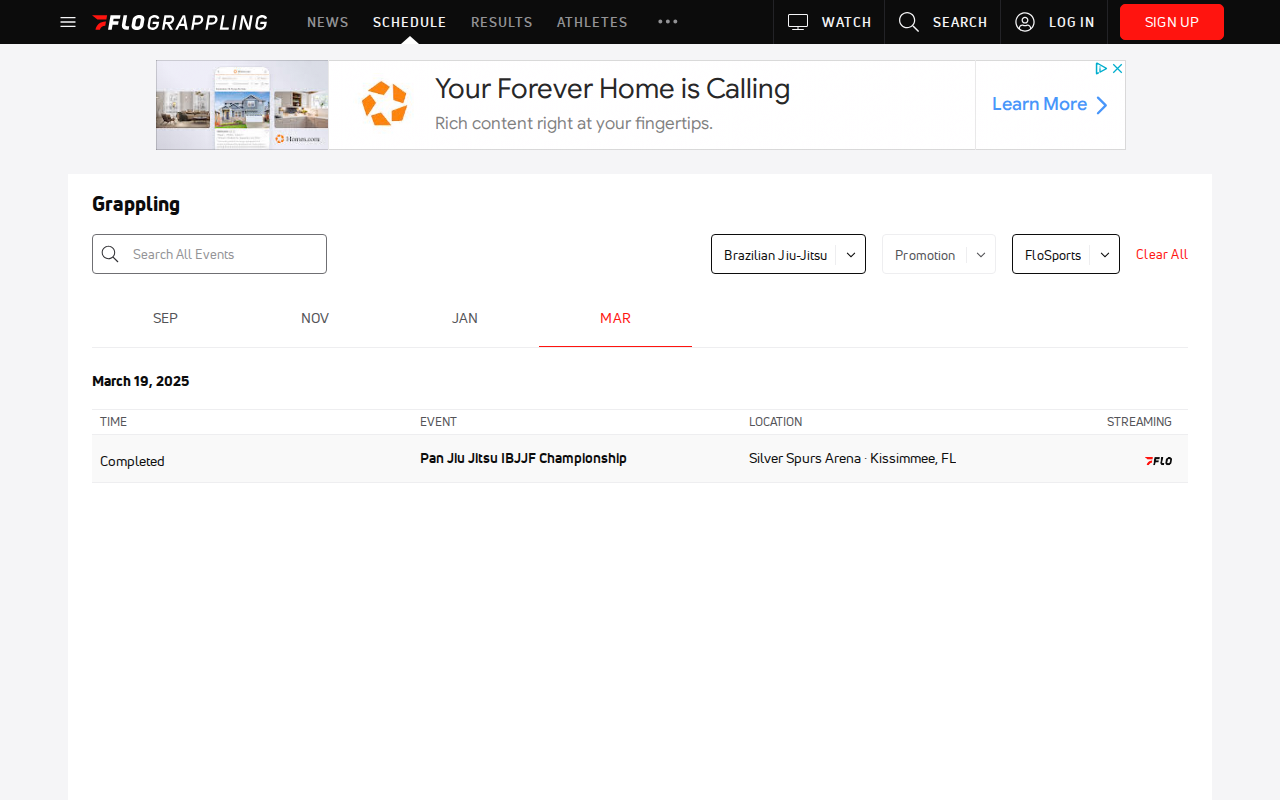 FLOGRAPPLING NEWS SCHEDULE RESULTS ATHLETES ••• WATCH SEARCH LOG IN SIGN UP
Homes.com
Your Forever Home is Calling
Rich content right at your fingertips.
Learn More
Grappling
Search All Events Brazilian Jiu-Jitsu Promotion FloSports Clear All
SEP NOV JAN MAR
March 19, 2025
TIME EVENT LOCATION STREAMING
Completed Pan Jiu Jitsu IBJJF Championship Silver Spurs Arena · Kissimmee, FL FLO